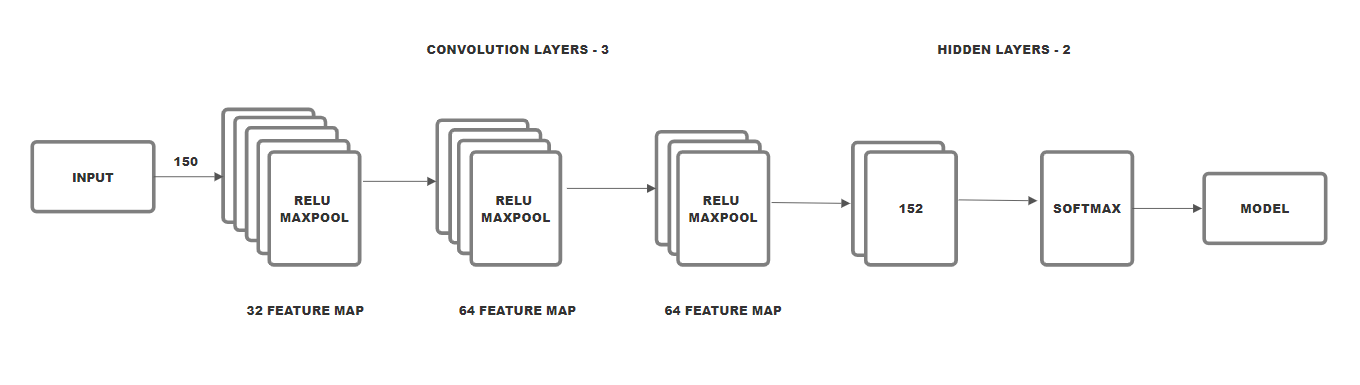 CONVOLUTION LAYERS - 3
HIDDEN LAYERS - 2
INPUT
150
RELU
MAXPOOL
RELU
MAXPOOL
RELU
MAXPOOL
152
SOFTMAX
MODEL
32 FEATURE MAP
64 FEATURE MAP
64 FEATURE MAP